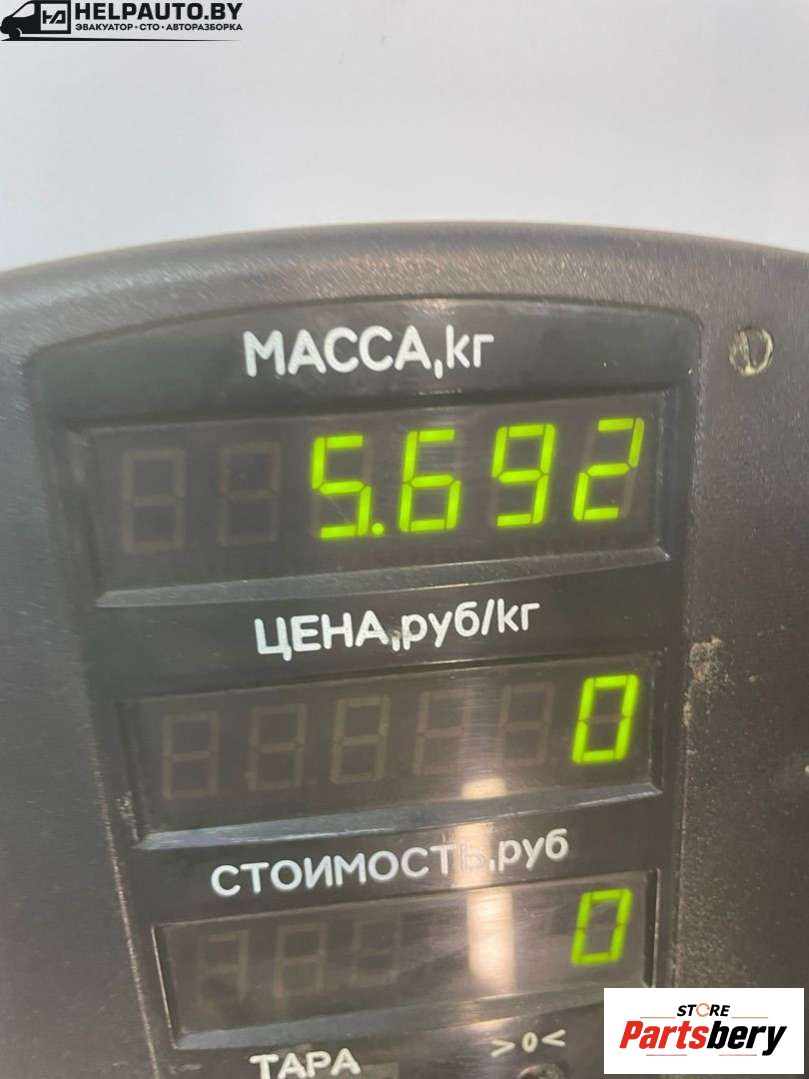 HELPAUTO.BY
ЭВАКУАТОР • СТО • АВТОРАЗБОРКА
МАССА,кг
5.692
ЦЕНА,руб/кг
0
СТОИМОСТЬ,руб
0
>0<
ТАРА
STORE
Partsbery